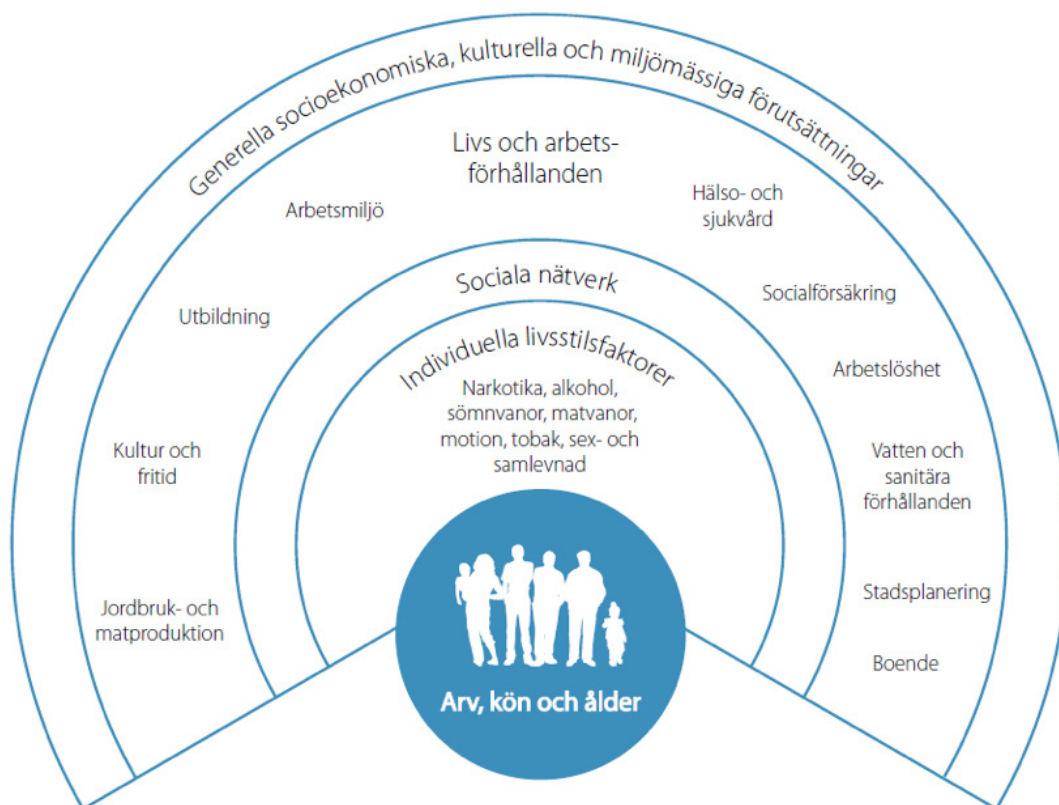 Generella socioekonomiska, kulturella och miljömässiga förutsättningar
Livs och arbets-
förhållanden
Arbetsmiljö
Hälso- och
sjukvård
Utbildning
Socialförsäkring
Kultur och
fritid
Arbetslöshet
Jordbruk- och
matproduktion
Vatten och
sanitära
förhållanden
Stadsplanering
Boende
Sociala nätverk
Individuella livsstilsfaktorer
Narkotika, alkohol,
sömnvanor, matvanor,
motion, tobak, sex- och
samlevnad
Arv, kön och ålder